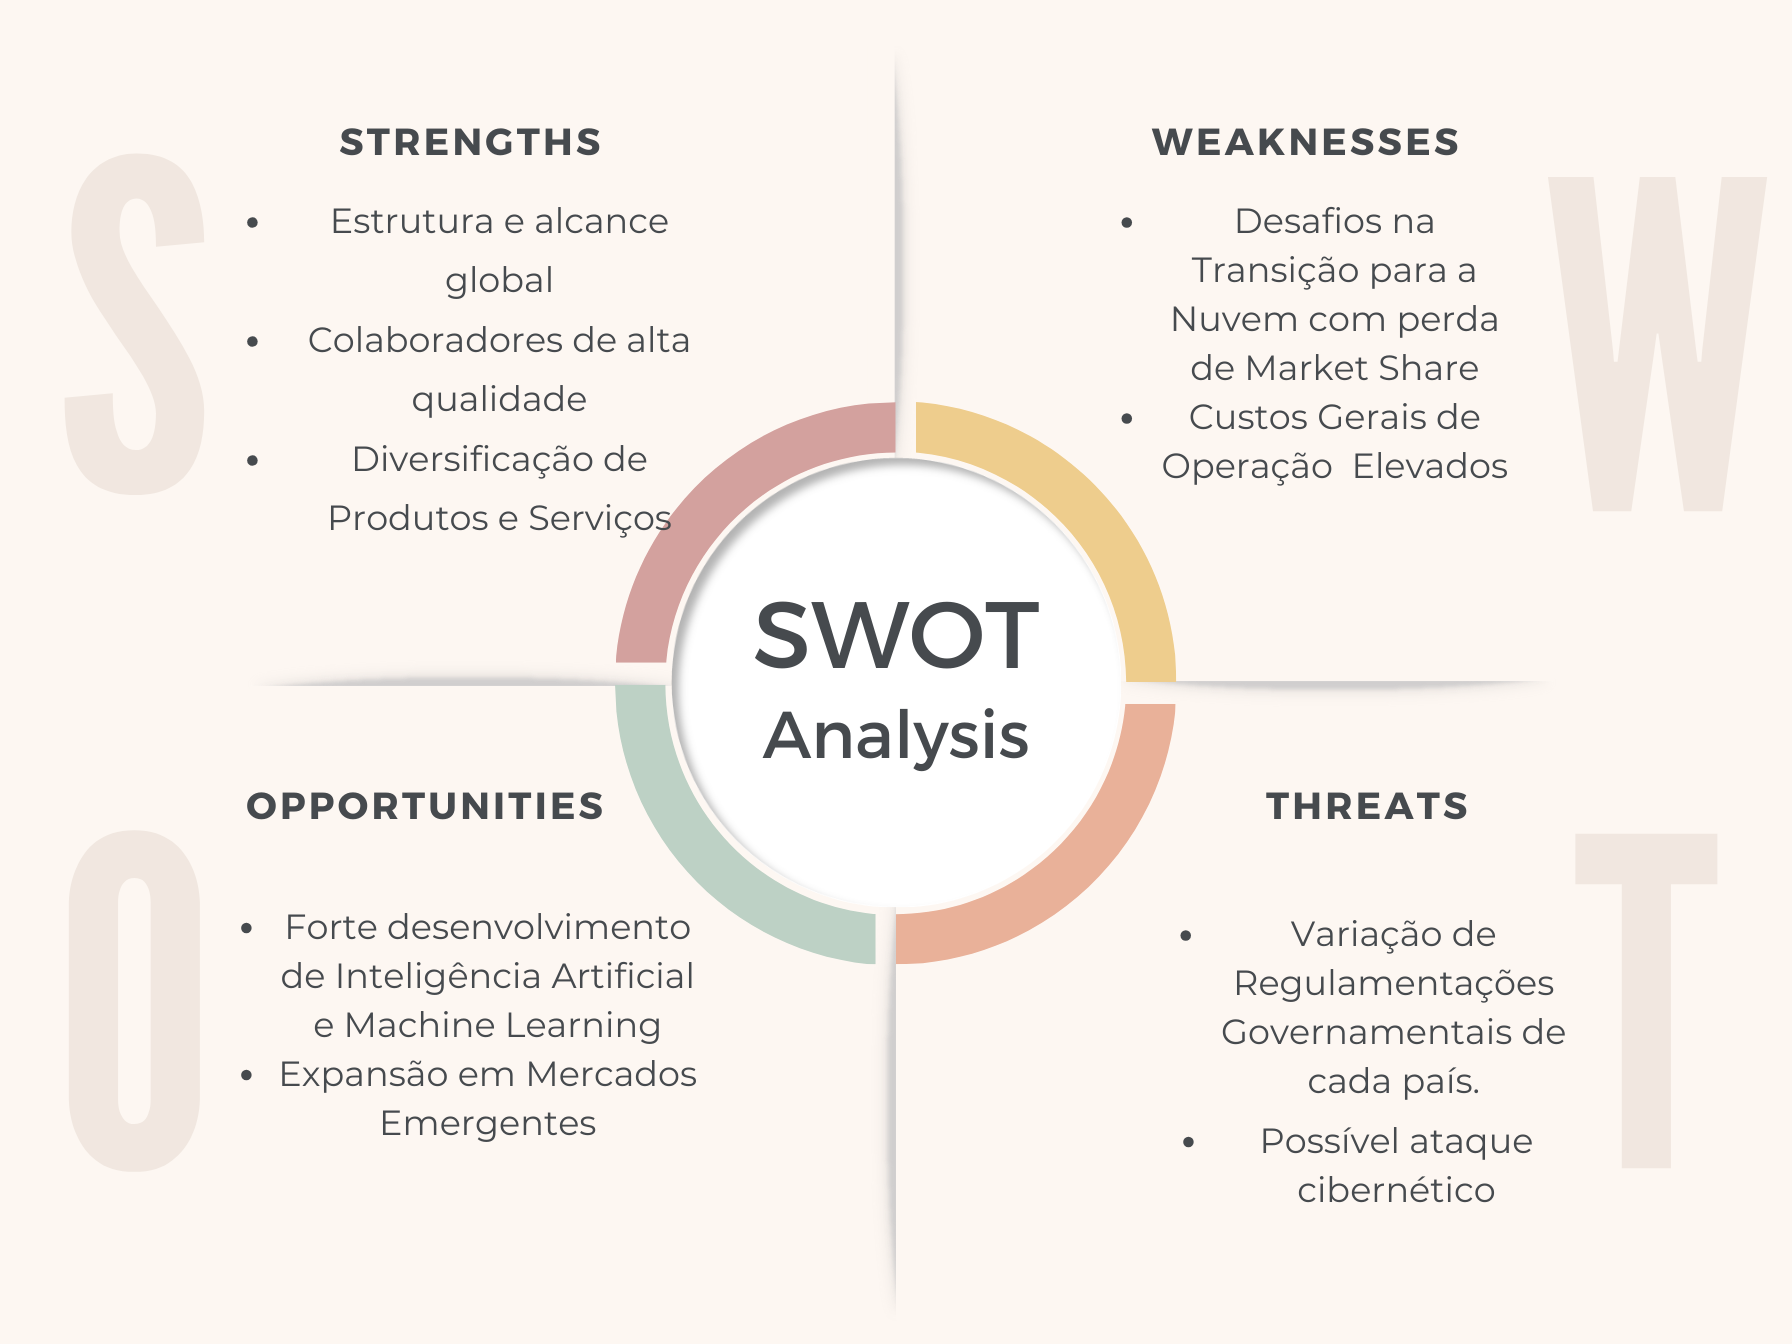 S
STRENGTHS
• Estrutura e alcance
global
• Colaboradores de alta
qualidade
• Diversificação de
Produtos e Serviços
W
WEAKNESSES
• Desafios na
Transição para a
Nuvem com perda
de Market Share
• Custos Gerais de
Operação  Elevados
SWOT
Analysis
O
OPPORTUNITIES
• Forte desenvolvimento
de Inteligência Artificial
e Machine Learning
• Expansão em Mercados
Emergentes
T
THREATS
• Variação de
Regulamentações
Governamentais de
cada país.
• Possível ataque
cibernético